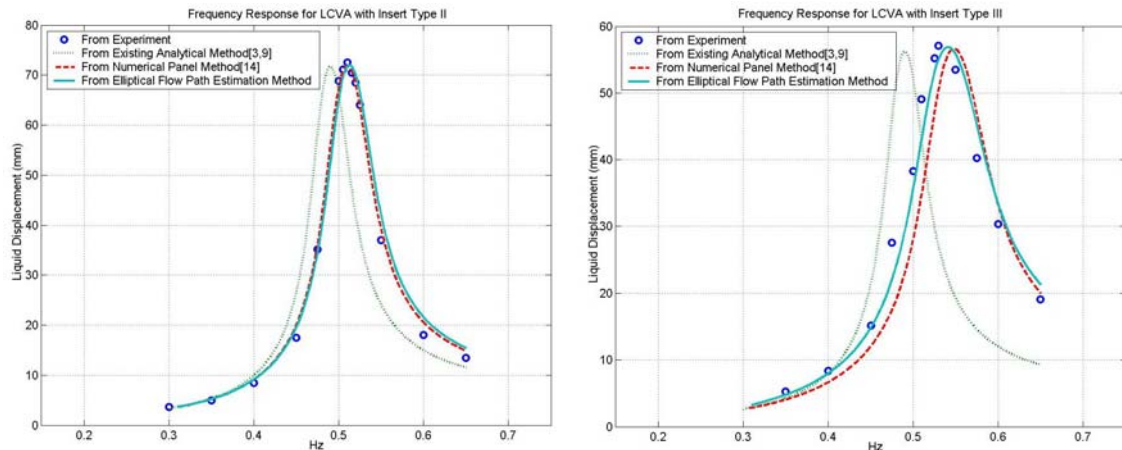 Frequency Response for LCVA with Insert Type II
80
70
60
50
40
30
20
10
0
Liquid Displacement (mm)
From Experiment
From Existing Analytical Method[3,9]
From Numerical Panel Method[14]
From Elliptical Flow Path Estimation Method
0.2 0.3 0.4 0.5 0.6 0.7
Hz
Frequency Response for LCVA with Insert Type III
60
50
40
30
20
10
0
Liquid Displacement (mm)
From Experiment
From Existing Analytical Method[3,9]
From Numerical Panel Method[14]
From Elliptical Flow Path Estimation Method
0.2 0.3 0.4 0.5 0.6 0.7
Hz